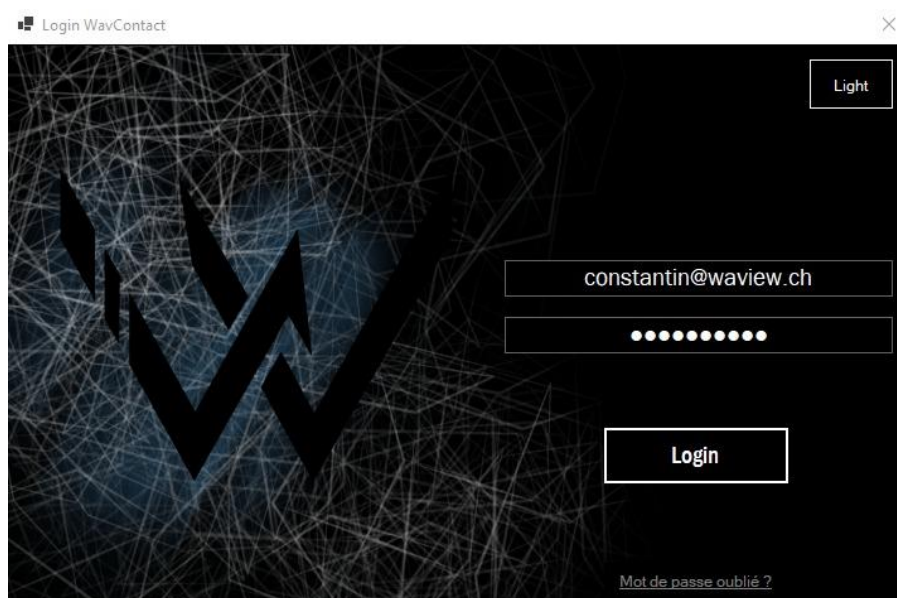 Login WavContact
Light
constantin@waview.ch
●●●●●●●●●●
Login
Mot de passe oublié ?